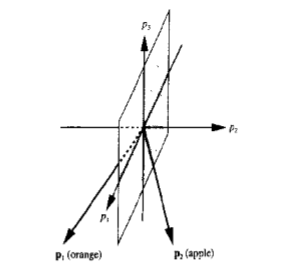 p₃
p₂
p₁
p₁ (orange)
p₂ (apple)